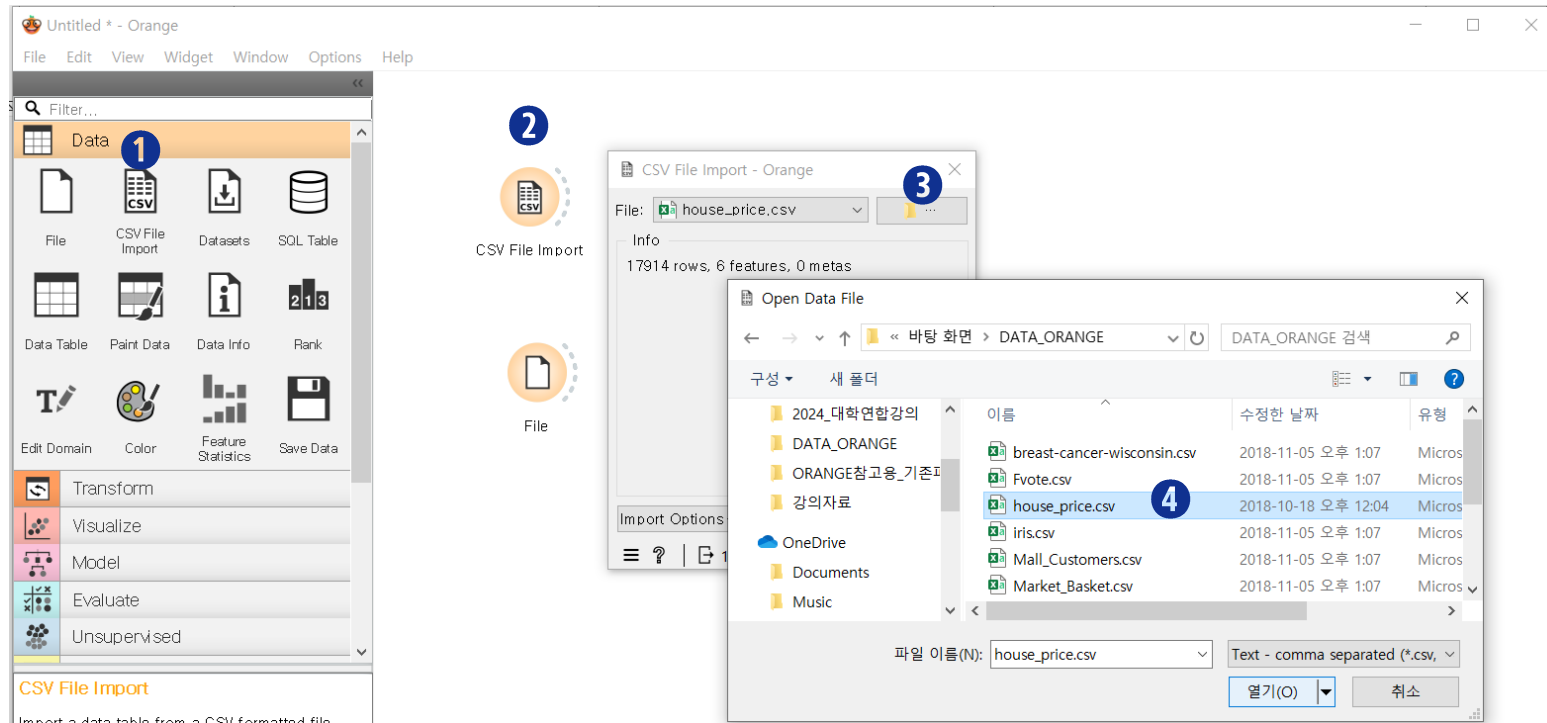 Untitled * - Orange
File Edit View Widget Window Options Help
Filter...
Data
1
File
CSV File Import
Datasets
SQL Table
Data Table
Paint Data
Data Info
Rank
Edit Domain
Color
Feature Statistics
Save Data
Transform
Visualize
Model
Evaluate
Unsupervised
CSV File Import
Import a data table from a CSV formatted file
2
CSV File Import
File
CSV File Import - Orange
3
File: house_price.csv ...
Info
17914 rows, 6 features, 0 metas
Import Options
Open Data File
« 바탕 화면 > DATA_ORANGE
DATA_ORANGE 검색
구성 새 폴더
2024_대학연합강의
DATA_ORANGE
ORANGE참고용_기존
강의자료
OneDrive
Documents
Music
이름 수정한 날짜 유형
breast-cancer-wisconsin.csv 2018-11-05 오후 1:07 Micros
Fvote.csv 2018-11-05 오후 1:07 Micros
house_price.csv 4 2018-10-18 오후 12:04 Micros
iris.csv 2018-11-05 오후 1:07 Micros
Mall_Customers.csv 2018-11-05 오후 1:07 Micros
Market_Basket.csv 2018-11-05 오후 1:07 Micros
파일 이름(N): house_price.csv
Text - comma separated (*.csv,
열기(O) 취소